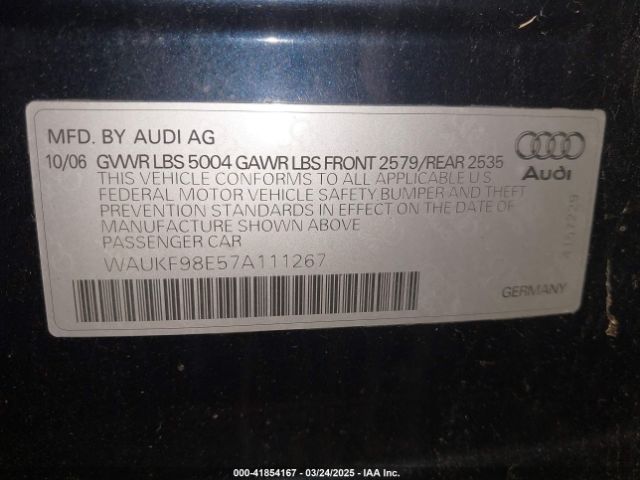 MFD. BY AUDI AG
10/06 GVWR LBS 5004 GAWR LBS FRONT 2579/REAR 2535
THIS VEHICLE CONFORMS TO ALL APPLICABLE U.S.
FEDERAL MOTOR VEHICLE SAFETY BUMPER AND THEFT
PREVENTION STANDARDS IN EFFECT ON THE DATE OF
MANUFACTURE SHOWN ABOVE
PASSENGER CAR
WAUKF98E57A111267
Audi
GERMANY
000-41854167 • 03/24/2025 • IAA Inc.